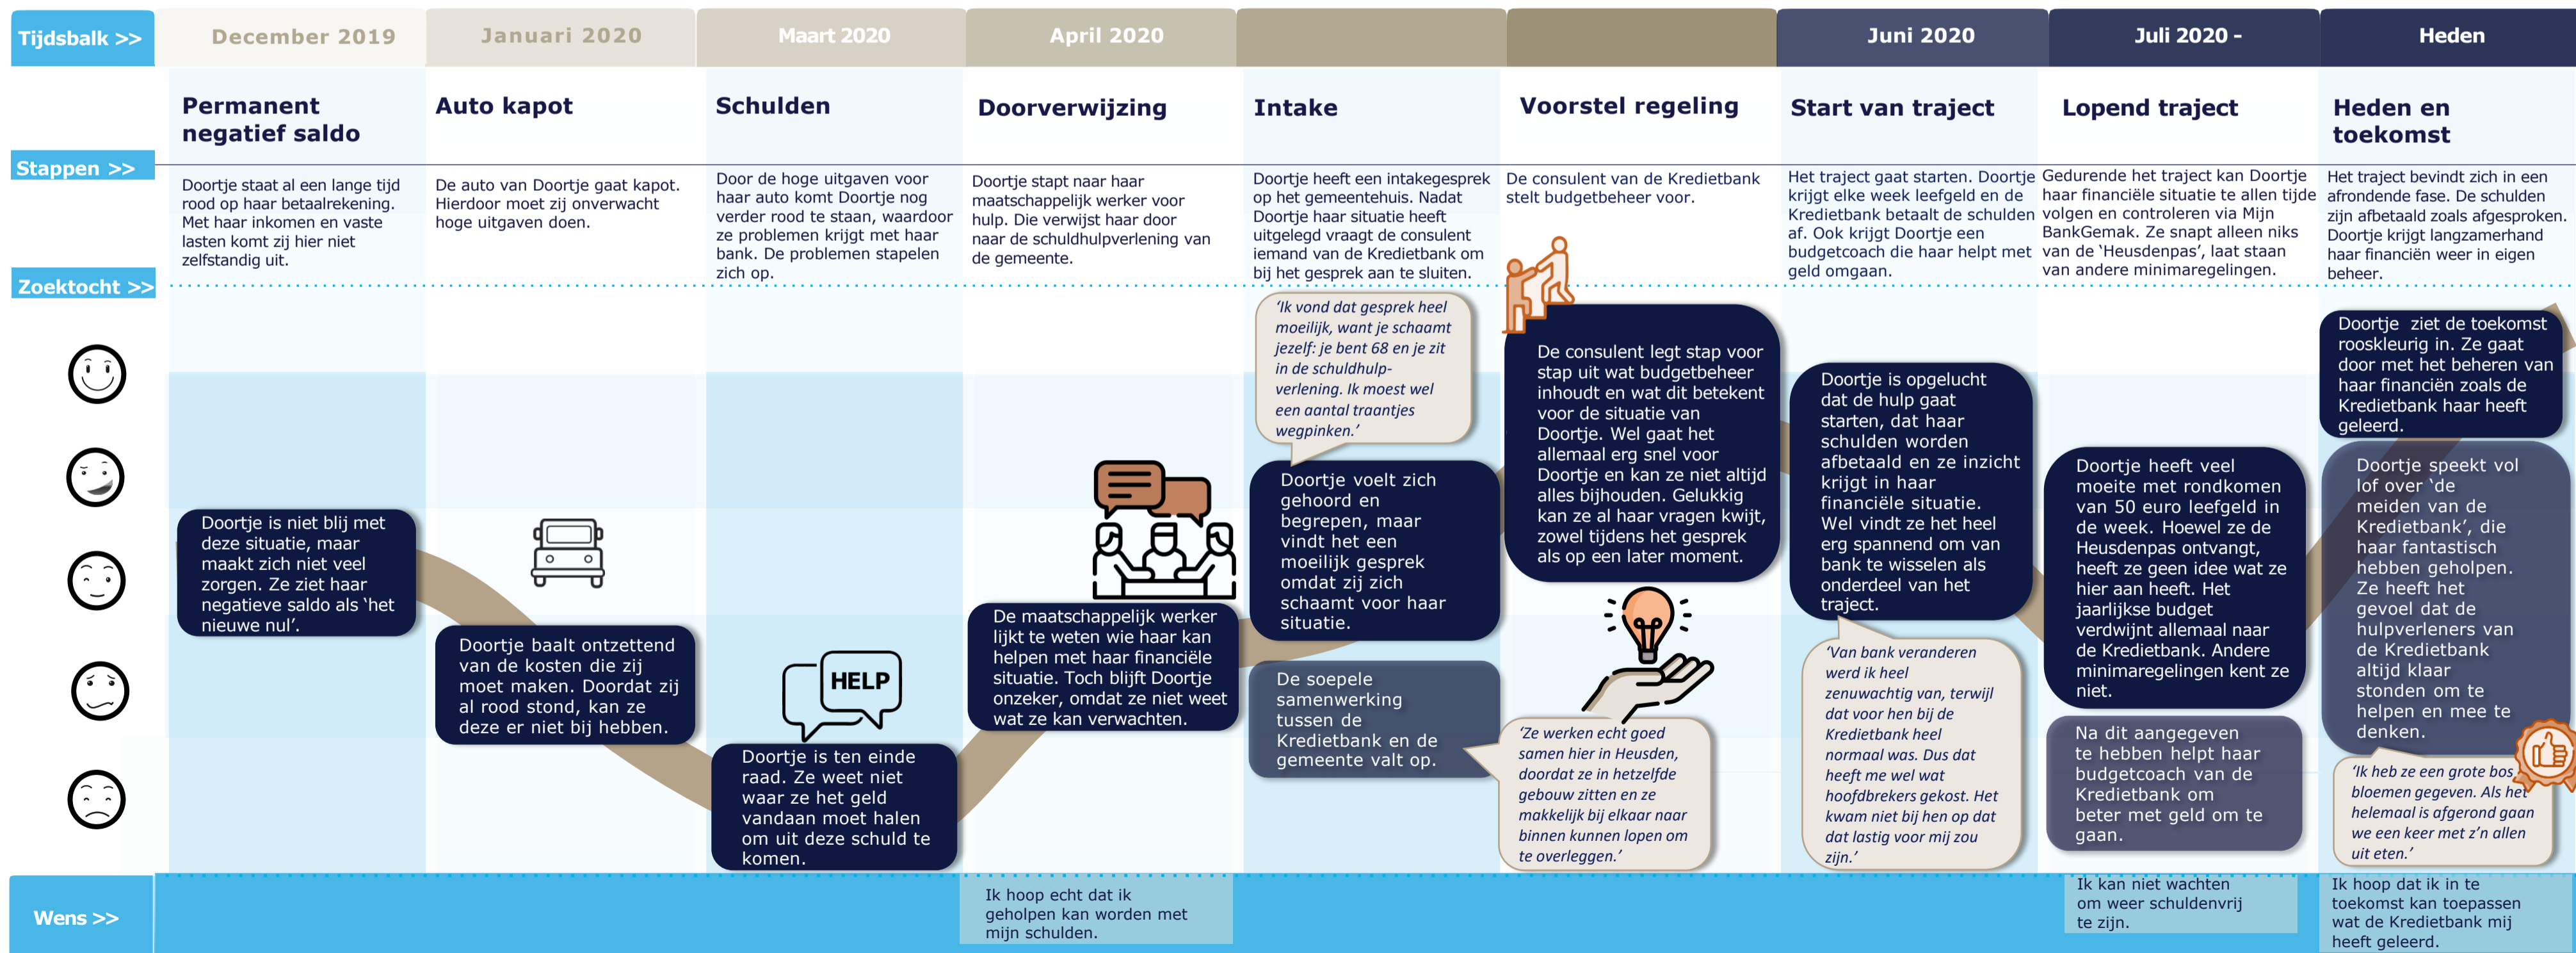 Tijdsbalk >>
December 2019
Januari 2020
Maart 2020
April 2020
Juni 2020
Juli 2020 -
Heden
Stappen >>
Permanent
negatief saldo
Auto kapot
Schulden
Doorverwijzing
Intake
Voorstel regeling
Start van traject
Lopend traject
Heden en
toekomst
Zoektocht >>
Doortje staat al een lange tijd
rood op haar betaalrekening.
Met haar inkomen en vaste
lasten komt zij hier niet
zelfstandig uit.
De auto van Doortje gaat kapot.
Hierdoor moet zij onverwacht
hoge uitgaven doen.
Door de hoge uitgaven voor
haar auto komt Doortje nog
verder rood te staan, waardoor
ze problemen krijgt met haar
bank. De problemen stapelen
zich op.
Doortje stapt naar haar
maatschappelijk werker voor
hulp. Die verwijst haar door
naar de schuldhulpverlening van
de gemeente.
Doortje heeft een intakegesprek
op het gemeentehuis. Nadat
Doortje haar situatie heeft
uitgelegd vraagt de consulent
iemand van de Kredietbank om
bij het gesprek aan te sluiten.
De consulent van de Kredietbank
stelt budgetbeheer voor.
Het traject gaat starten. Doortje
krijgt elke week leefgeld en de
Kredietbank betaalt de schulden
af. Ook krijgt Doortje een
budgetcoach die haar helpt met
geld omgaan.
Gedurende het traject kan Doortje
haar financiële situatie te allen tijde
volgen en controleren via Mijn
BankGemak. Ze snapt alleen niks
van de ‘Heusdenpas’, laat staan
van andere minimaregelingen.
Het traject bevindt zich in een
afrondende fase. De schulden
zijn afbetaald zoals afgesproken.
Doortje krijgt langzamerhand
haar financiën weer in eigen
beheer.
Doortje is niet blij met
deze situatie, maar
maakt zich niet veel
zorgen. Ze ziet haar
negatieve saldo als ‘het
nieuwe nul’.
Doortje baalt ontzettend
van de kosten die zij
moet maken. Doordat zij
al rood stond, kan ze
deze er niet bij hebben.
HELP
Doortje is ten einde
raad. Ze weet niet
waar ze het geld
vandaan moet halen
om uit deze schuld te
komen.
De maatschappelijk werker
lijkt te weten wie haar kan
helpen met haar financiële
situatie. Toch blijft Doortje
onzeker, omdat ze niet weet
wat ze kan verwachten.
‘Ik vond dat gesprek heel
moeilijk, want je schaamt
jezelf: je bent 68 en je zit
in de schuldhulp-
verlening. Ik moest wel
een aantal traantjes
wegpinken.’
Doortje voelt zich
gehoord en
begrepen, maar
vindt het een
moeilijk gesprek
omdat zij zich
schaamt voor haar
situatie.
De soepele
samenwerking
tussen de
Kredietbank en de
gemeente valt op.
De consulent legt stap voor
stap uit wat budgetbeheer
inhoudt en wat dit betekent
voor de situatie van
Doortje. Wel gaat het
allemaal erg snel voor
Doortje en kan ze niet altijd
alles bijhouden. Gelukkig
kan ze al haar vragen kwijt,
zowel tijdens het gesprek
als op een later moment.
‘Ze werken echt goed
samen hier in Heusden,
doordat ze in hetzelfde
gebouw zitten en ze
makkelijk bij elkaar naar
binnen kunnen lopen om
te overleggen.’
Doortje is opgelucht
dat de hulp gaat
starten, dat haar
schulden worden
afbetaald en ze inzicht
krijgt in haar
financiële situatie.
Wel vindt ze het heel
erg spannend om van
bank te wisselen als
onderdeel van het
traject.
‘Van bank veranderen
werd ik heel
zenuwachtig van, terwijl
dat voor hen bij de
Kredietbank heel
normaal was. Dus dat
heeft me wel wat
hoofdbrekers gekost. Het
kwam niet bij hen op dat
dat lastig voor mij zou
zijn.’
Doortje heeft veel
moeite met rondkomen
van 50 euro leefgeld in
de week. Hoewel ze de
Heusdenpas ontvangt,
heeft ze geen idee wat ze
hier aan heeft. Het
jaarlijkse budget
verdwijnt allemaal naar
de Kredietbank. Andere
minimaregelingen kent ze
niet.
Na dit aangegeven
te hebben helpt haar
budgetcoach van de
Kredietbank om
beter met geld om te
gaan.
Doortje ziet de toekomst
rooskleurig in. Ze gaat
door met het beheren van
haar financiën zoals de
Kredietbank haar heeft
geleerd.
Doortje speekt vol
lof over ‘de
meiden van de
Kredietbank’, die
haar fantastisch
hebben geholpen.
Ze heeft het
gevoel dat de
hulpverleners van
de Kredietbank
altijd klaar
stonden om te
helpen en mee te
denken.
‘Ik heb ze een grote bos
bloemen gegeven. Als het
helemaal is afgerond gaan
we een keer met z’n allen
uit eten.’
Wens >>
Ik hoop echt dat ik
geholpen kan worden met
mijn schulden.
Ik kan niet wachten
om weer schuldenvrij
te zijn.
Ik hoop dat ik in te
toekomst kan toepassen
wat de Kredietbank mij
heeft geleerd.